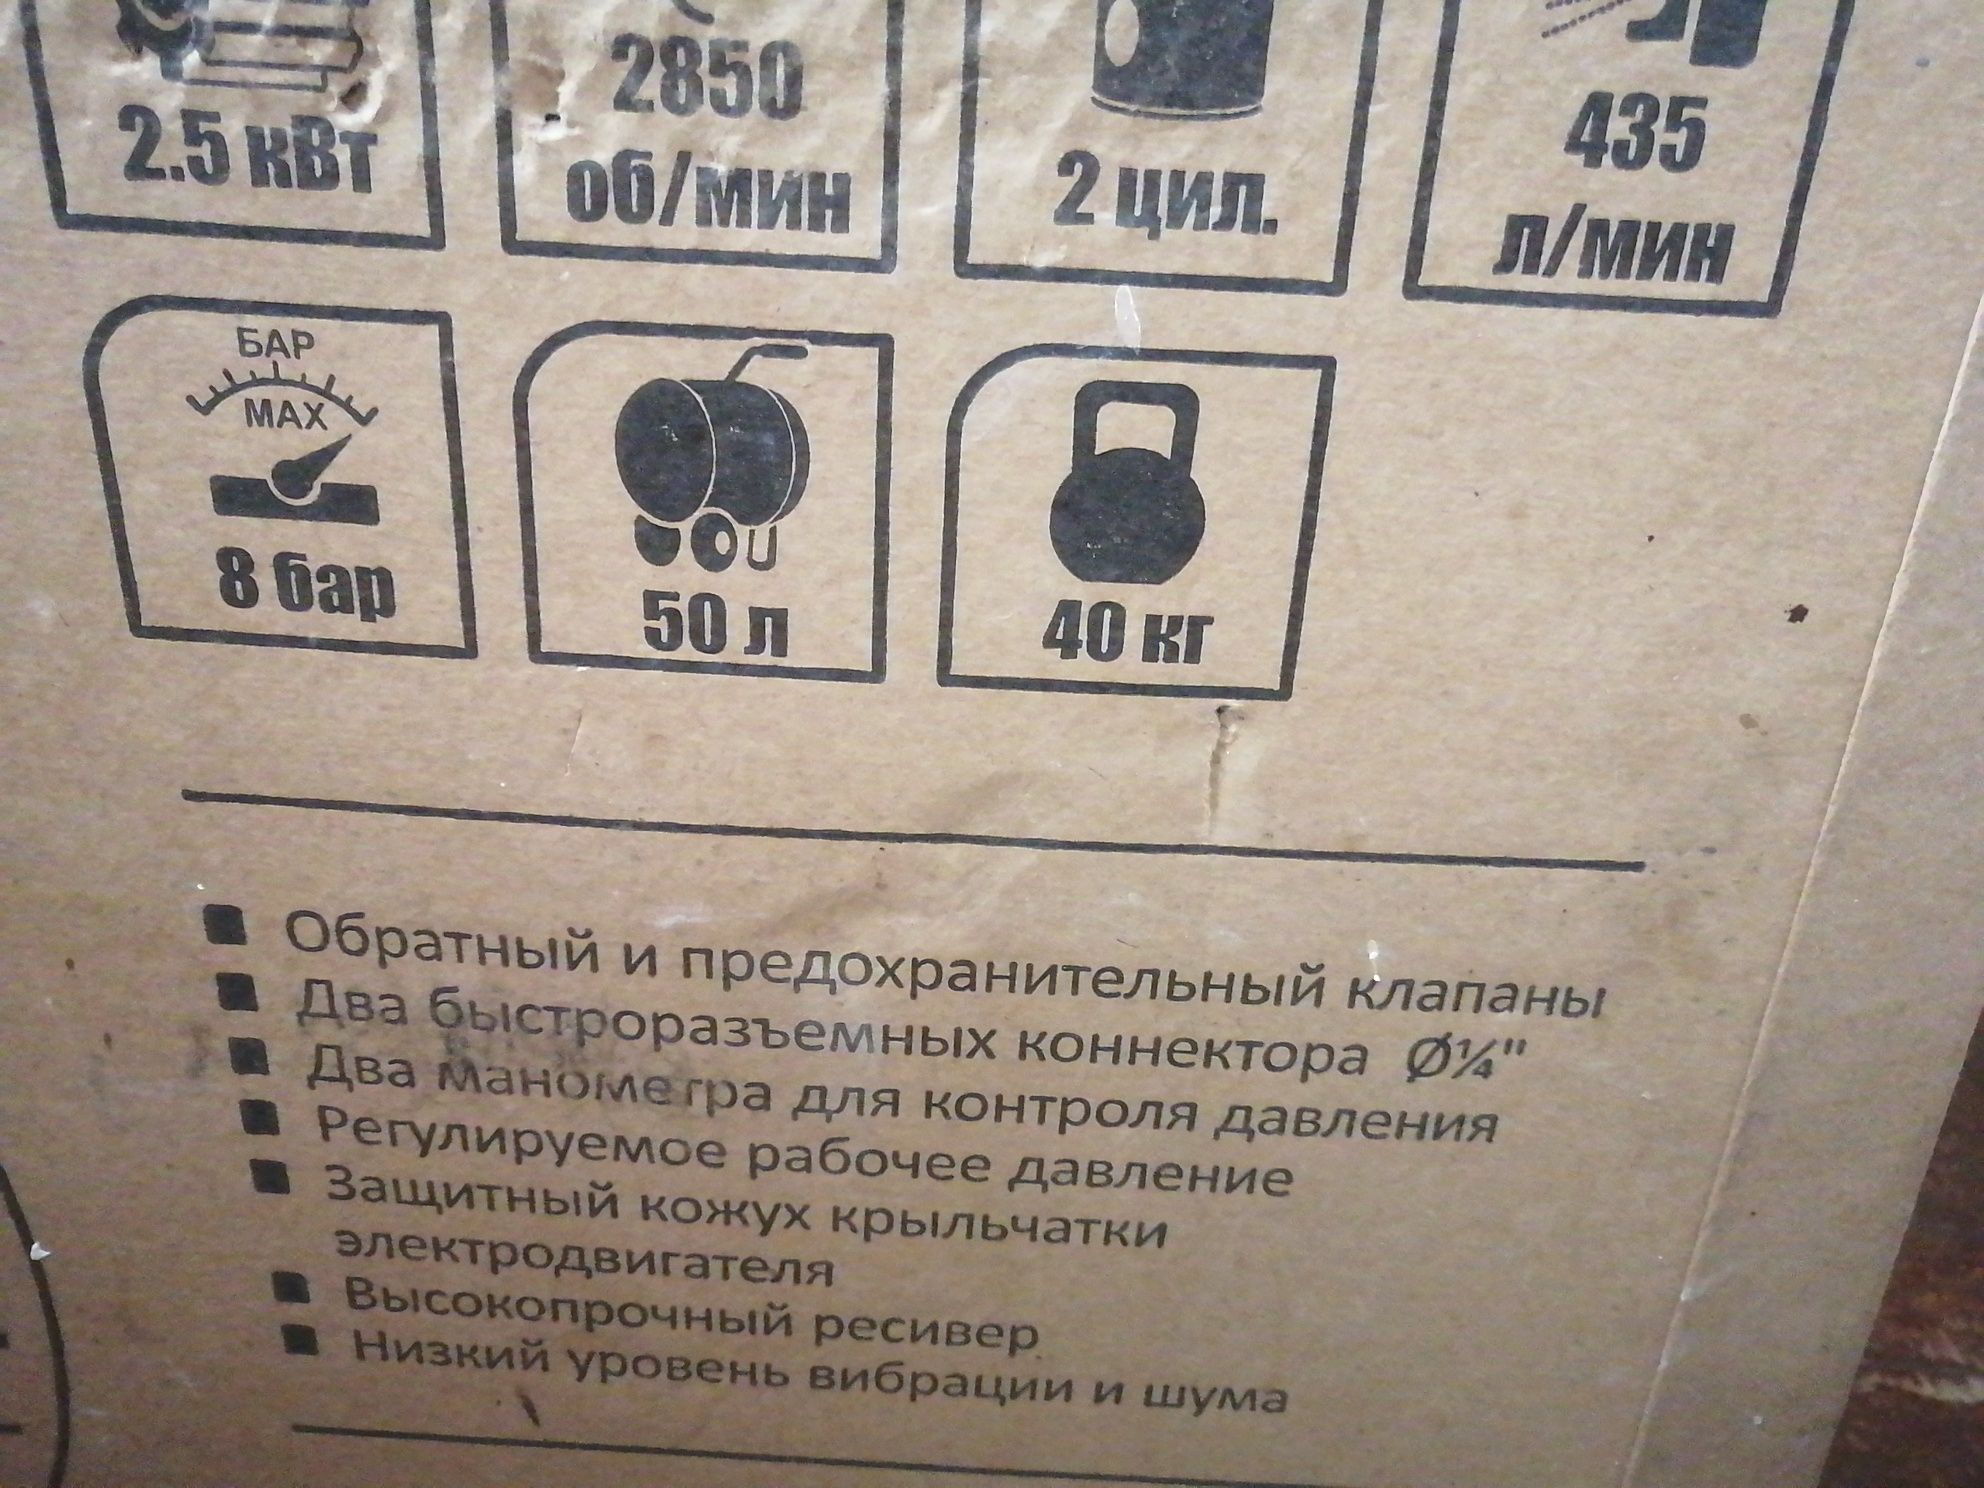 2.5 кВт
2850
об/мин
2 цил.
435
л/мин
БАР
МАХ
8 бар
50 л
40 кг
Обратный и предохранительный клапаны
Два быстроразъемных коннектора Ø¼"
Два манометра для контроля давления
Регулируемое рабочее давление
Защитный кожух крыльчатки
электродвигателя
Высокопрочный ресивер
Низкий уровень вибрации и шума